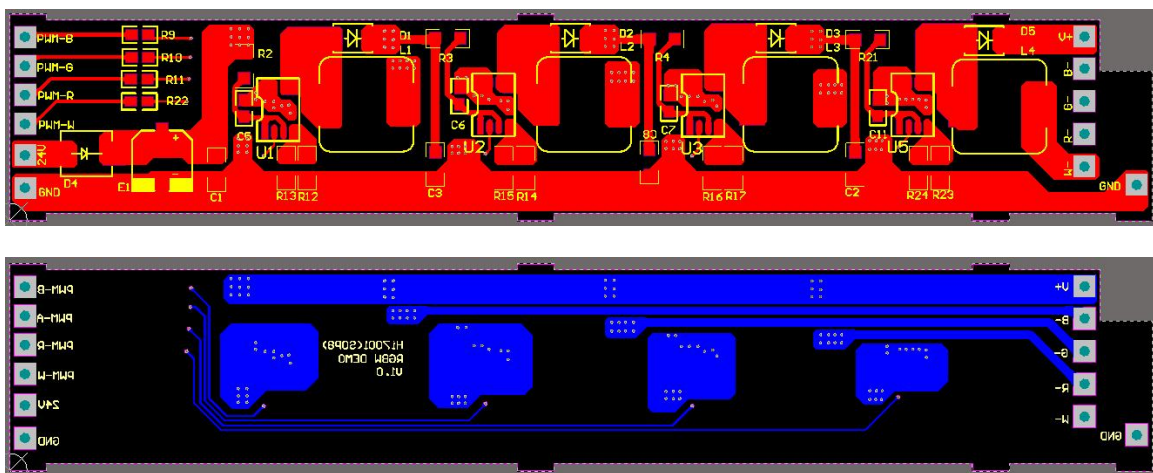 PWM-B
PWM-G
PWM-R
PWM-W
24V
GND
R9
R10
R11
R22
D4
E1
+
-
R2
C5
U1
C1
R13
R12
D1
L1
R3
C6
U2
C3
R15
R14
D2
L2
R4
C8
C7
U3
R16
R17
D3
L3
R21
C11
U5
C2
R24
R23
D5
L4
V+
B-
G-
R-
W-
GND
PWM-B
PWM-A
PWM-R
PWM-W
24V
GND
RGBW DEMO
V1.0
V+
B-
G-
R-
W-
GND